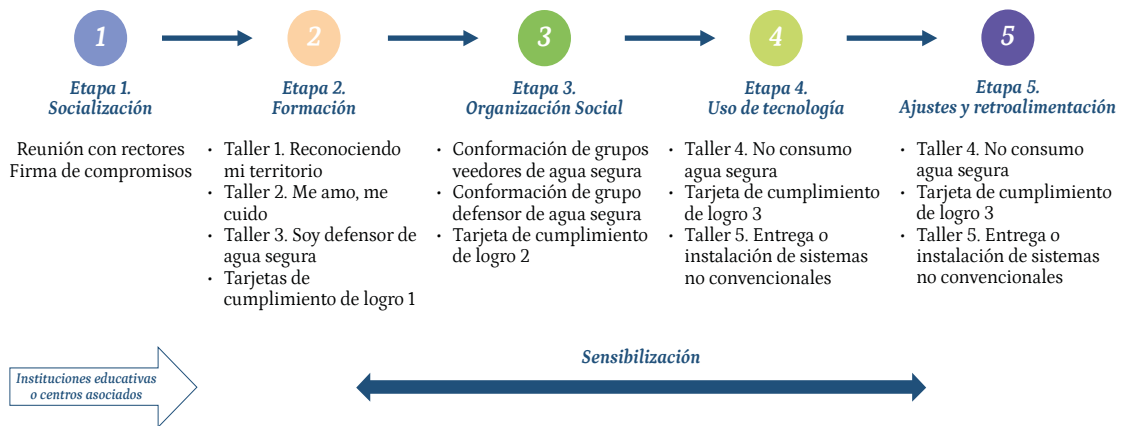 1
2
3
4
5
Etapa 1.
Socialización
Etapa 2.
Formación
Etapa 3.
Organización Social
Etapa 4.
Uso de tecnología
Etapa 5.
Ajustes y retroalimentación
Reunión con rectores
Firma de compromisos
• Taller 1. Reconociendo
mi territorio
• Taller 2. Me amo, me
cuido
• Taller 3. Soy defensor de
agua segura
• Tarjetas de
cumplimiento de logro 1
• Conformación de grupos
veedores de agua segura
• Conformación de grupo
defensor de agua segura
• Tarjeta de cumplimiento
de logro 2
• Taller 4. No consumo
agua segura
• Tarjeta de cumplimiento
de logro 3
• Taller 5. Entrega o
instalación de sistemas
no convencionales
• Taller 4. No consumo
agua segura
• Tarjeta de cumplimiento
de logro 3
• Taller 5. Entrega o
instalación de sistemas
no convencionales
Instituciones educativas
o centros asociados
Sensibilización